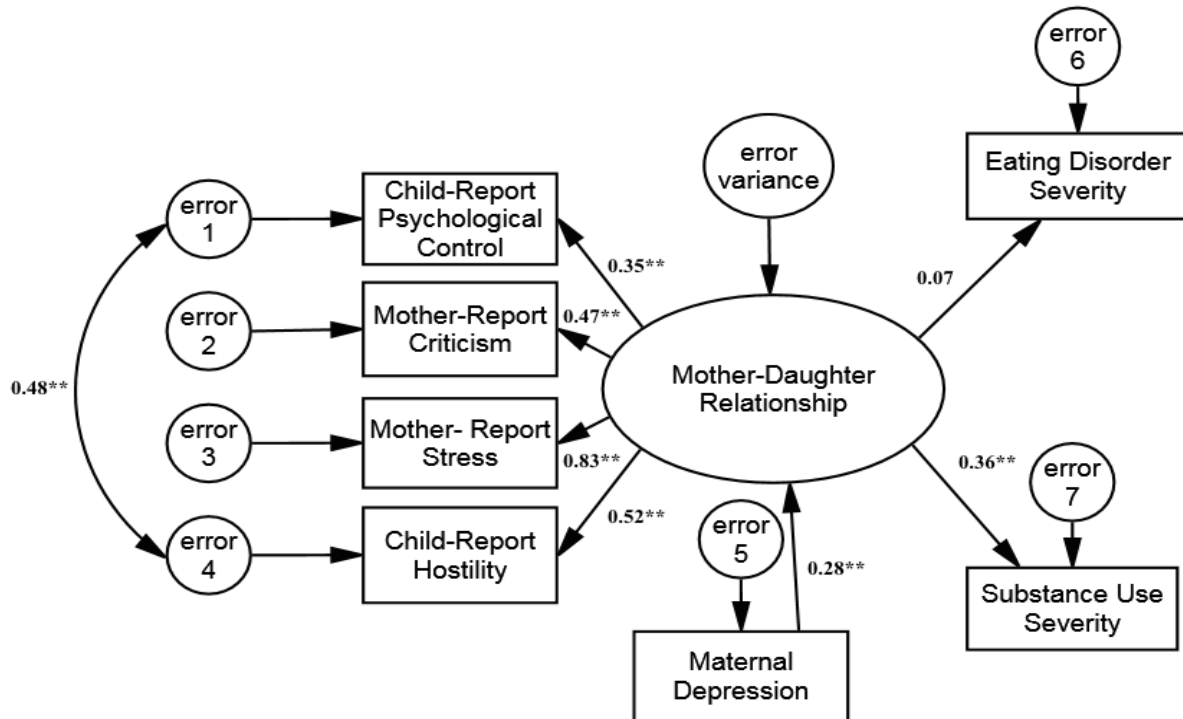 error
6
Eating Disorder
Severity
error
variance
Child-Report
Psychological
Control
error
1
0.35**
0.07
Mother-Report
Criticism
0.47**
error
2
0.48**
Mother-Daughter
Relationship
Mother- Report
Stress
error
3
0.83**
0.36**
error
7
0.52**
error
5
error
4
Child-Report
Hostility
0.28**
Substance Use
Severity
Maternal
Depression